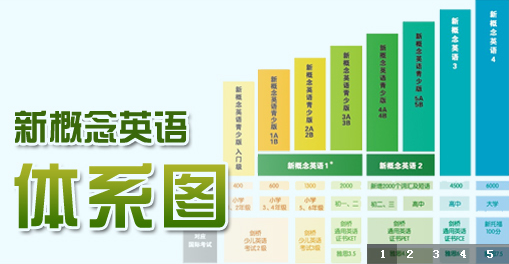 新概念英语
体系图
新概念英语青少版 入门级
新概念英语青少版 1A 1B
新概念英语青少版 2A 2B
新概念英语青少版 3A 3B
新概念英语青少版 4A 4B
新概念英语青少版 5A 5B
新概念英语 3
新概念英语 4
新概念英语1+
新概念英语 2
400 600 1300 2000 新增2000个词汇及短语 4500 6000
小学 3、4年级
小学 5、6年级
初一、二
初二、三
高中
高中
大学
国际考试
剑桥 少儿英语 考试2级
剑桥 少儿英语 考试3级
剑桥 通用英语 证书KET
剑桥 通用英语 证书PET
剑桥 通用英语 证书FCE
新托福 100分
1 2 3 4 5